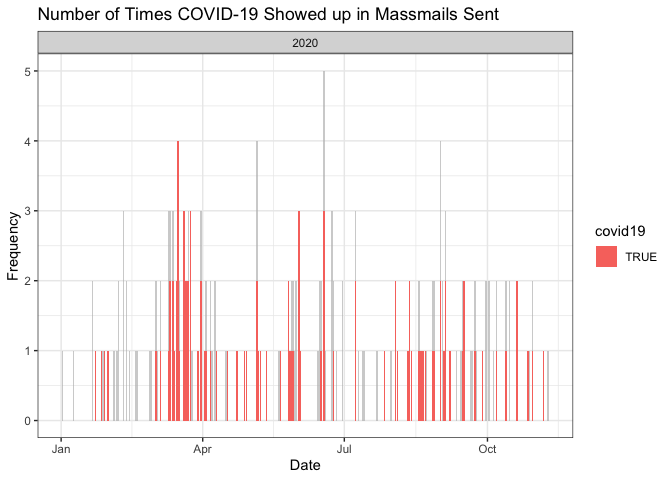 Number of Times COVID-19 Showed up in Massmails Sent
2020
5
4
3
2
1
0
Frequency
Jan
Apr
Jul
Oct
Date
covid19
TRUE